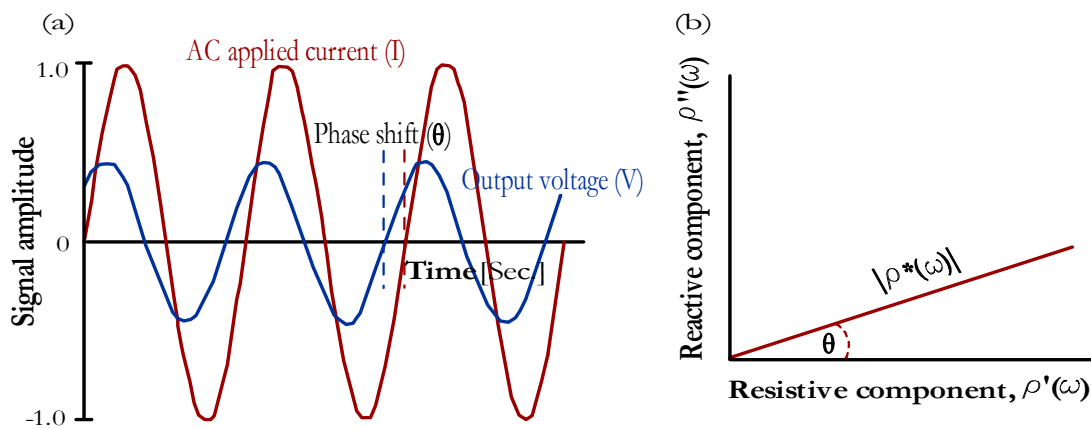 (a)
AC applied current (I)
1.0
Phase shift (θ)
Output voltage (V)
Signal amplitude
0
Time[Sec.]
-1.0
(b)
Reactive component, ρ''(ω)
|ρ*(ω)|
θ
Resistive component, ρ'(ω)